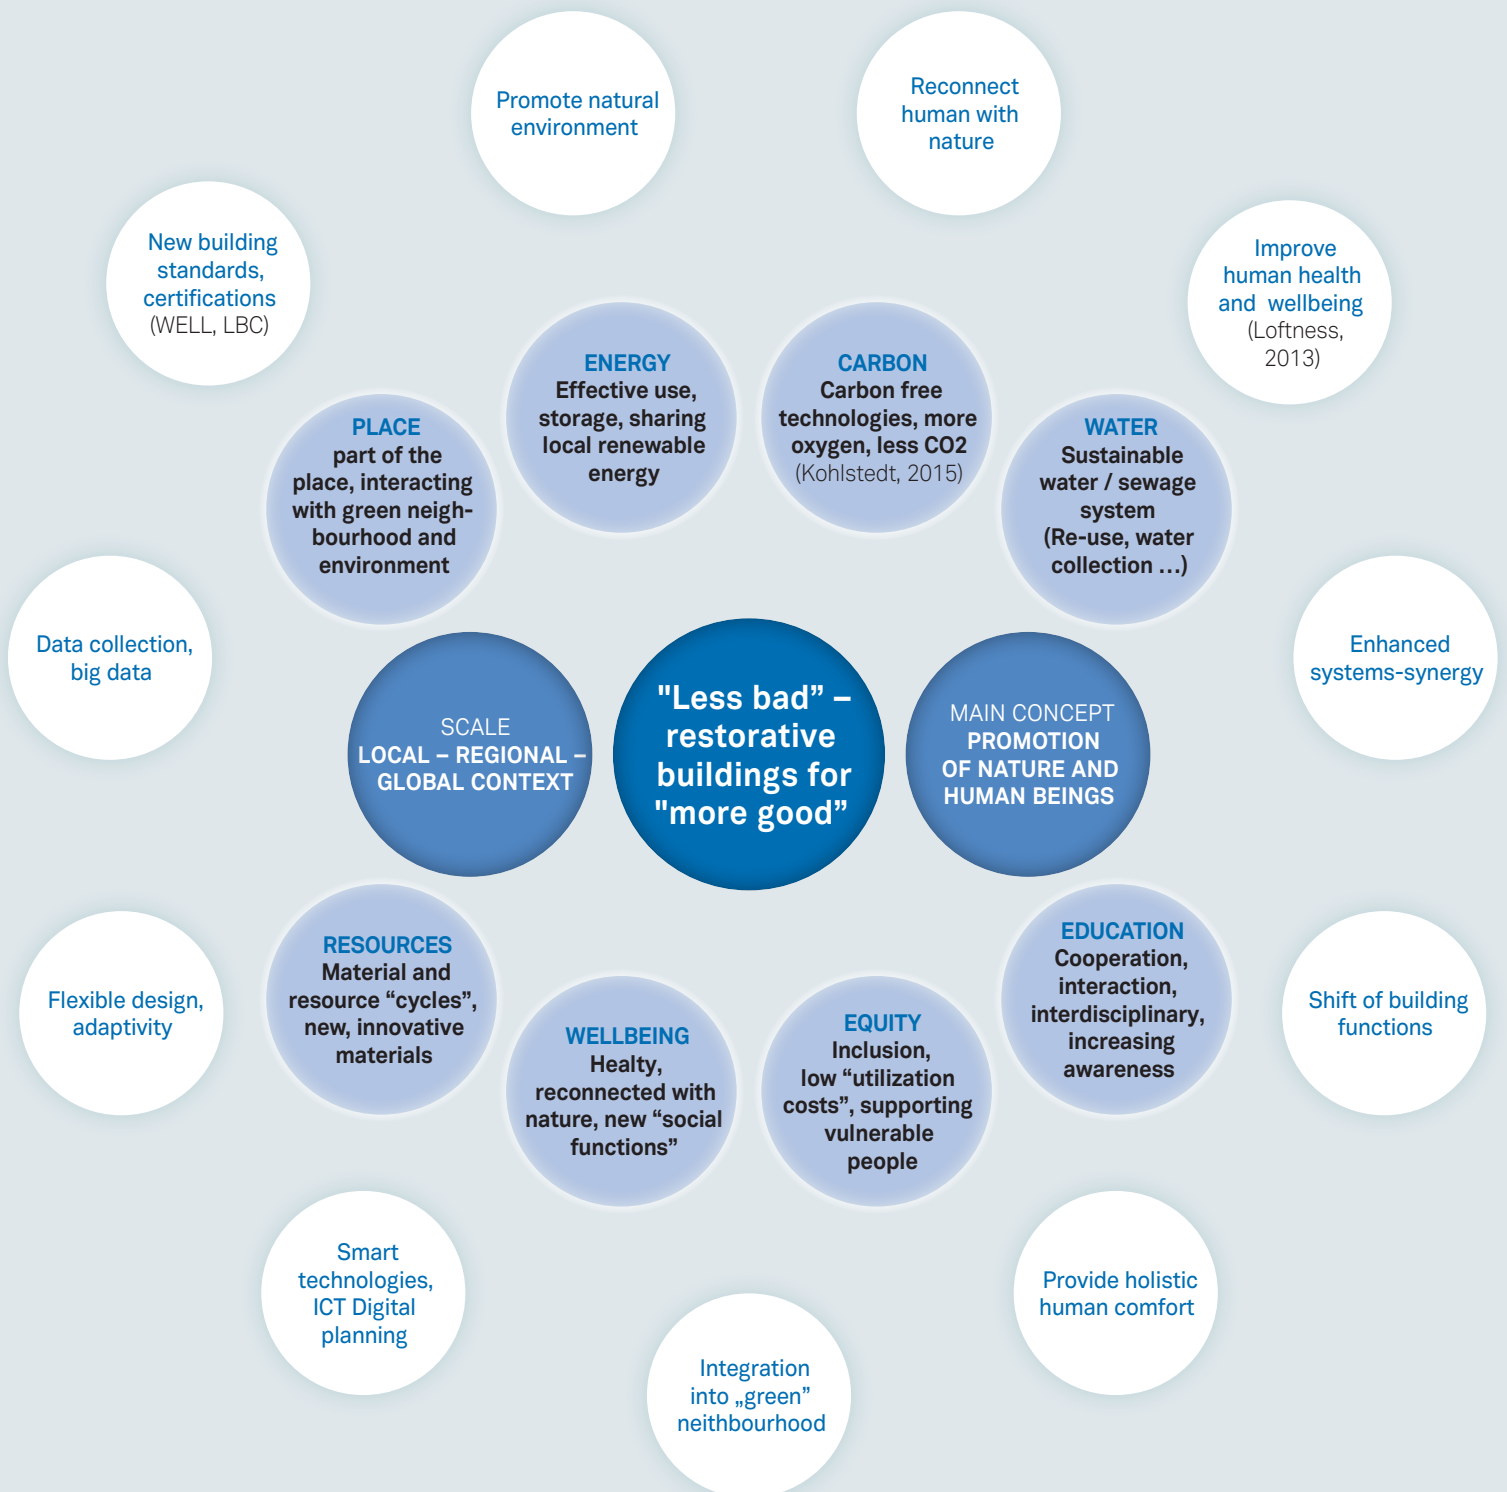 Promote natural
environment
Reconnect
human with
nature
New building
standards,
certifications
(WELL, LBC)
Improve
human health
and wellbeing
(Loftness,
2013)
ENERGY
Effective use,
storage, sharing
local renewable
energy
CARBON
Carbon free
technologies, more
oxygen, less CO2
(Kohlstedt, 2015)
PLACE
part of the
place, interacting
with green neigh-
bourhood and
environment
WATER
Sustainable
water / sewage
system
(Re-use, water
collection ...)
Data collection,
big data
Enhanced
systems-synergy
SCALE
LOCAL – REGIONAL –
GLOBAL CONTEXT
"Less bad” –
restorative
buildings for
"more good”
MAIN CONCEPT
PROMOTION
OF NATURE AND
HUMAN BEINGS
Flexible design,
adaptivity
RESOURCES
Material and
resource “cycles”,
new, innovative
materials
WELLBEING
Healty,
reconnected with
nature, new “social
functions”
EQUITY
Inclusion,
low “utilization
costs”, supporting
vulnerable
people
EDUCATION
Cooperation,
interaction,
interdisciplinary,
increasing
awareness
Shift of building
functions
Smart
technologies,
ICT Digital
planning
Integration
into „green”
neithbourhood
Provide holistic
human comfort